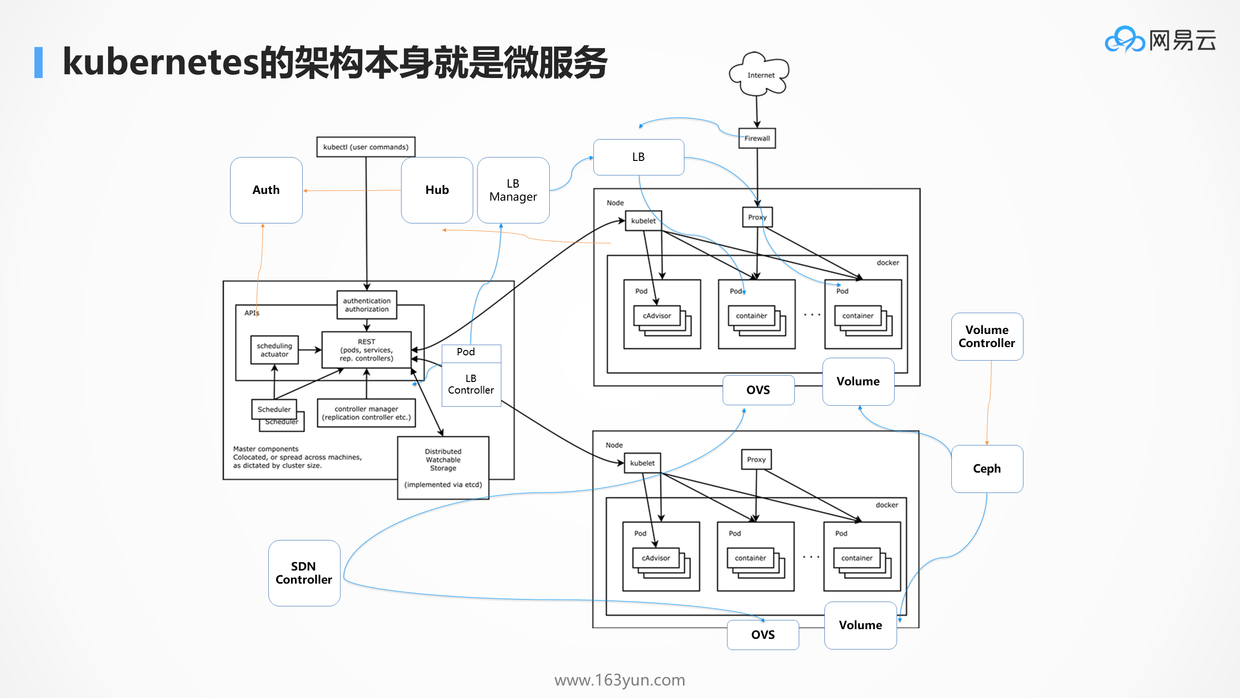 kubernetes的架构本身就是微服务
网易云
Internet
Firewall
kubectl (user commands)
Auth
Hub
LB
Manager
LB
Node
kubelet
Proxy
docker
Pod
cAdvisor
Pod
container
. . .
Pod
container
authentication
authorization
APIs
scheduling
actuator
REST
(pods, services,
rep. controllers)
Pod
LB
Controller
Scheduler
Scheduler
controller manager
(replication controller etc.)
Master components
Colocated, or spread across machines,
as dictated by cluster size.
Distributed
Watchable
Storage
(implemented via etcd)
OVS
Volume
Volume
Controller
Ceph
Node
kubelet
Proxy
docker
Pod
cAdvisor
Pod
container
. . .
Pod
container
SDN
Controller
OVS
Volume
www.163yun.com